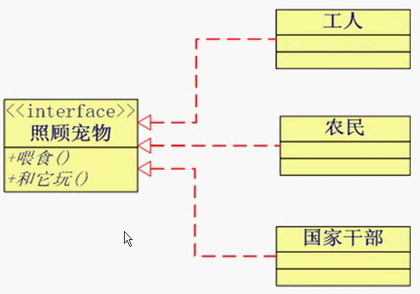 <<interface>>
照顾宠物
+喂食()
+和它玩()
工人
农民
国家干部